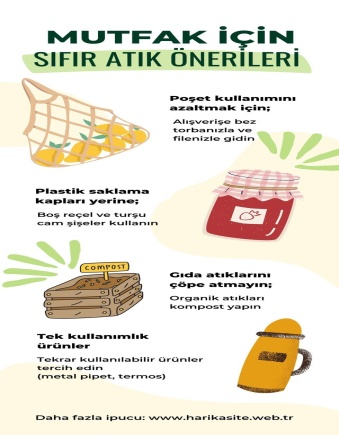 MUTFAK İÇİN
SIFIR ATIK ÖNERİLERİ
Poşet kullanımını
azaltmak için;
Alışverişe bez
torbanızla ve
filenizle gidin
Plastik saklama
kapları yerine;
Boş reçel ve turşu
cam şişeler kullanın
COMPOST
Gıda atıklarını
çöpe atmayın;
Organik atıkları
kompost yapın
Tek kullanımlık
ürünler
Tekrar kullanılabilir ürünler
tercih edin
(metal pipet, termos)
Daha fazla ipucu: www.harikasite.web.tr